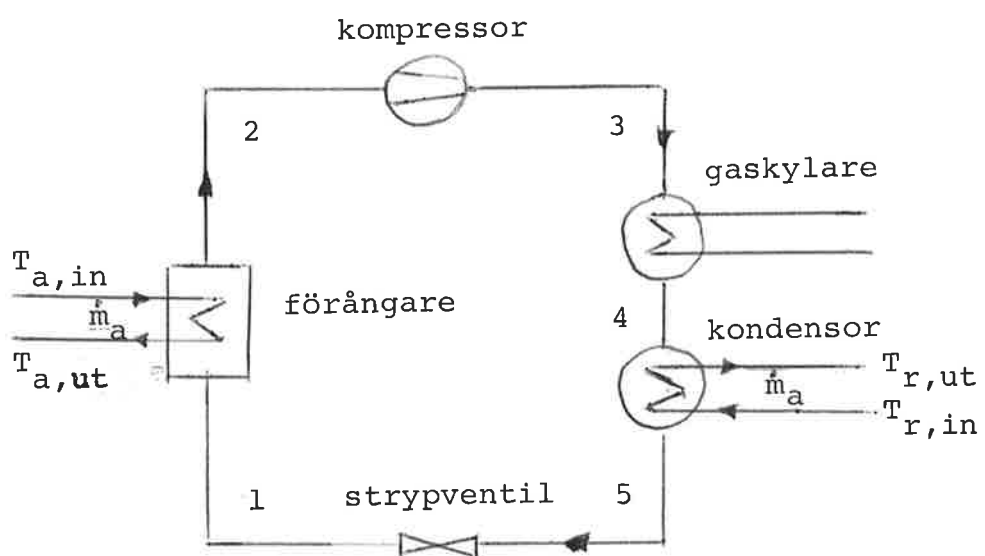 kompressor
2
3
gaskylare
T_a,in
ṁ_a
T_a,ut
förångare
4
kondensor
T_r,ut
ṁ_a
T_r,in
1
strypventil
5